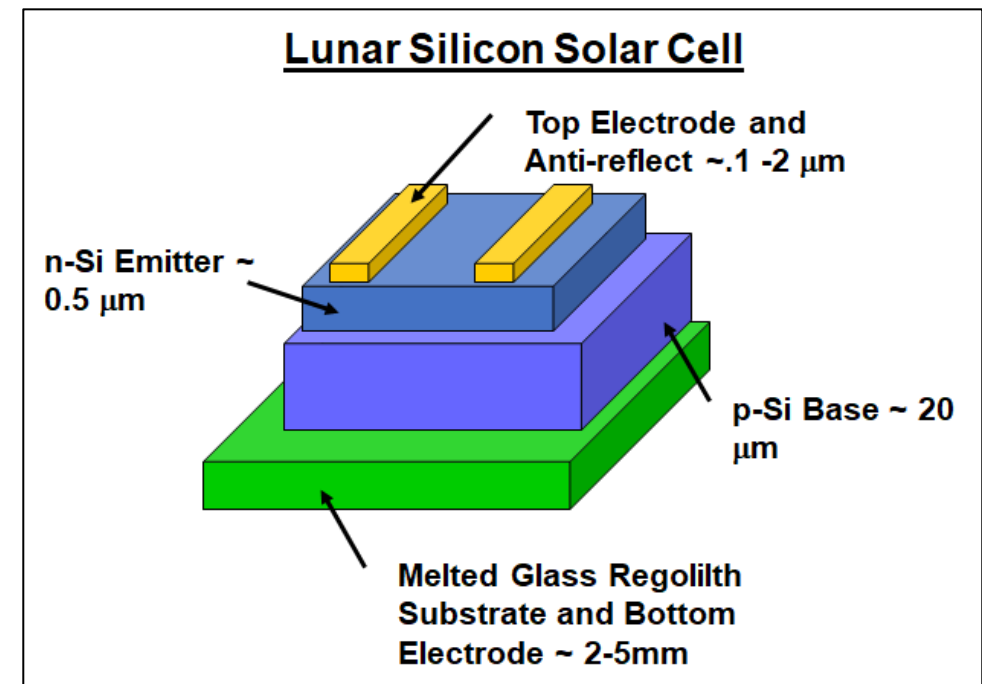 Lunar Silicon Solar Cell
Top Electrode and
Anti-reflect ~.1 -2 μm
n-Si Emitter ~
0.5 μm
p-Si Base ~ 20
μm
Melted Glass Regolilth
Substrate and Bottom
Electrode ~ 2-5mm